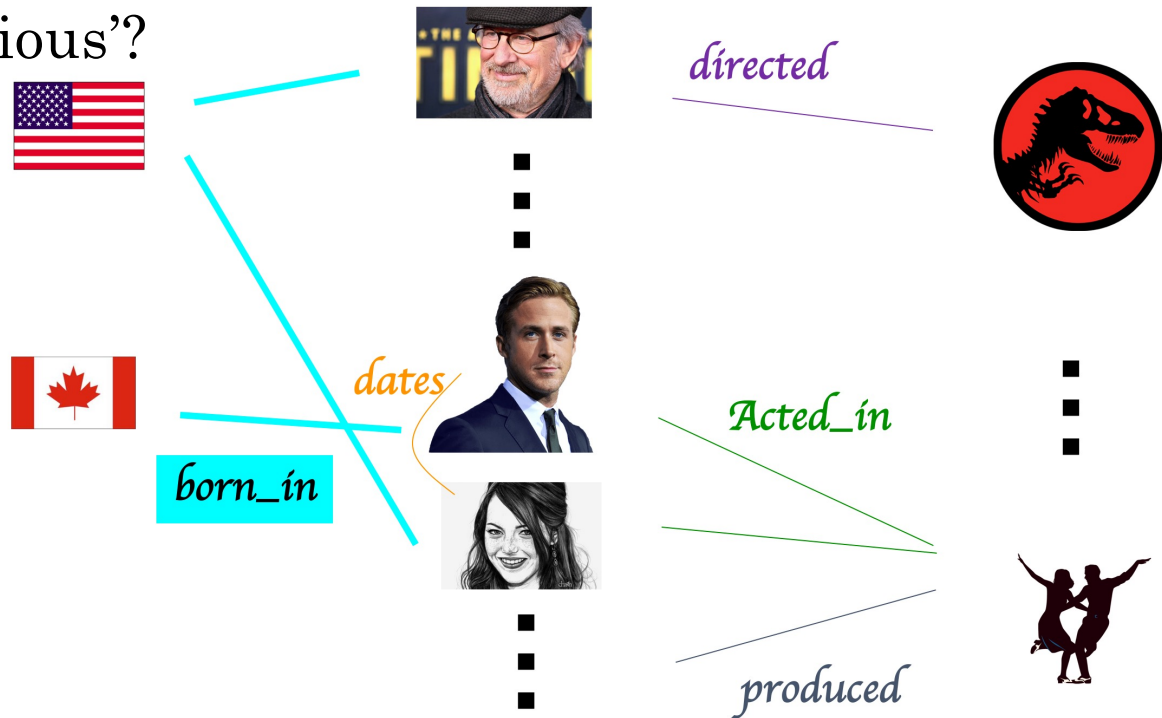 ious’?
directed
dates
Acted_in
born_in
produced